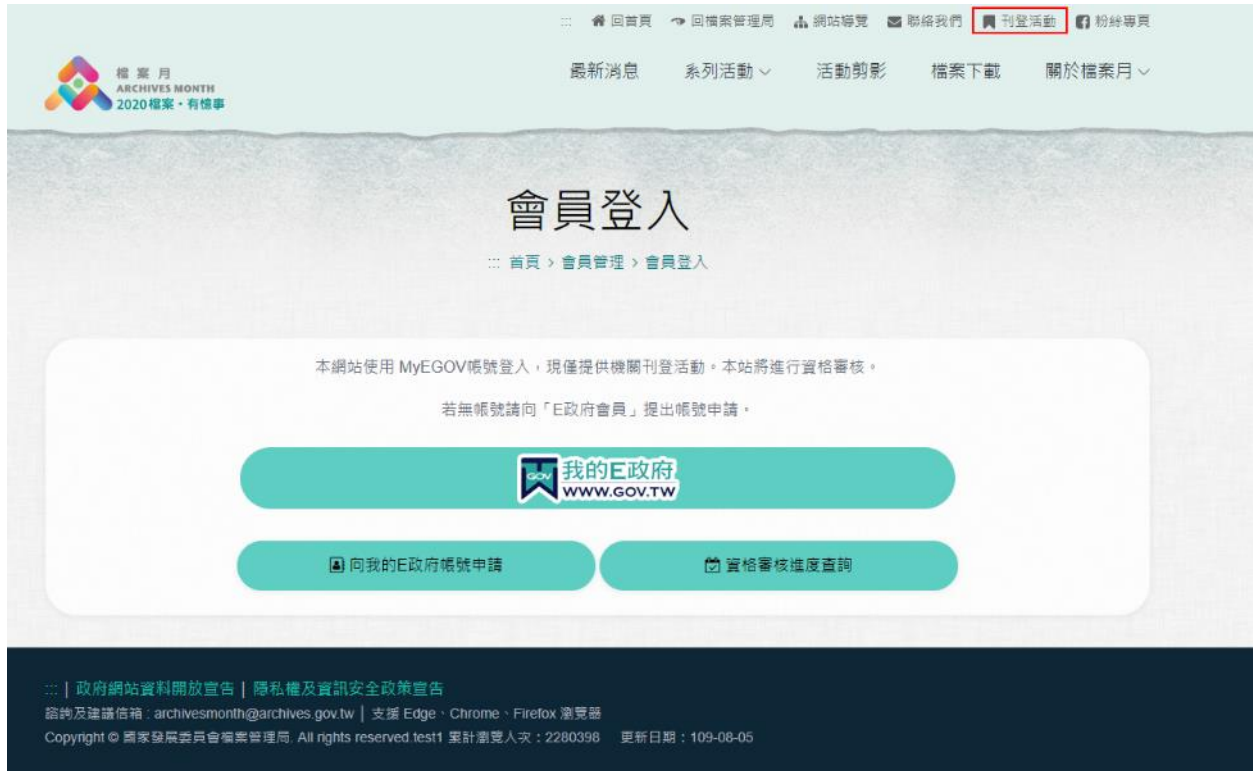 ::: 回首頁 回檔案管理局 網站導覽 聯絡我們 刊登活動 粉絲專頁
檔案月
ARCHIVES MONTH
2020檔案・有憶事
最新消息 系列活動 活動剪影 檔案下載 關於檔案月
會員登入
::: 首頁 > 會員管理 > 會員登入
本網站使用 MyEGOV帳號登入，現僅提供機關刊登活動。本站將進行資格審核。
若無帳號請向「E政府會員」提出帳號申請。
GOV 我的E政府
WWW.GOV.TW
向我的E政府帳號申請 資格審核進度查詢
::: | 政府網站資料開放宣告 | 隱私權及資訊安全政策宣告
諮詢及建議信箱 : archivesmonth@archives.gov.tw | 支援 Edge、Chrome、Firefox 瀏覽器
Copyright © 國家發展委員會檔案管理局. All rights reserved.test1 累計瀏覽人次：2280398 更新日期：109-08-05